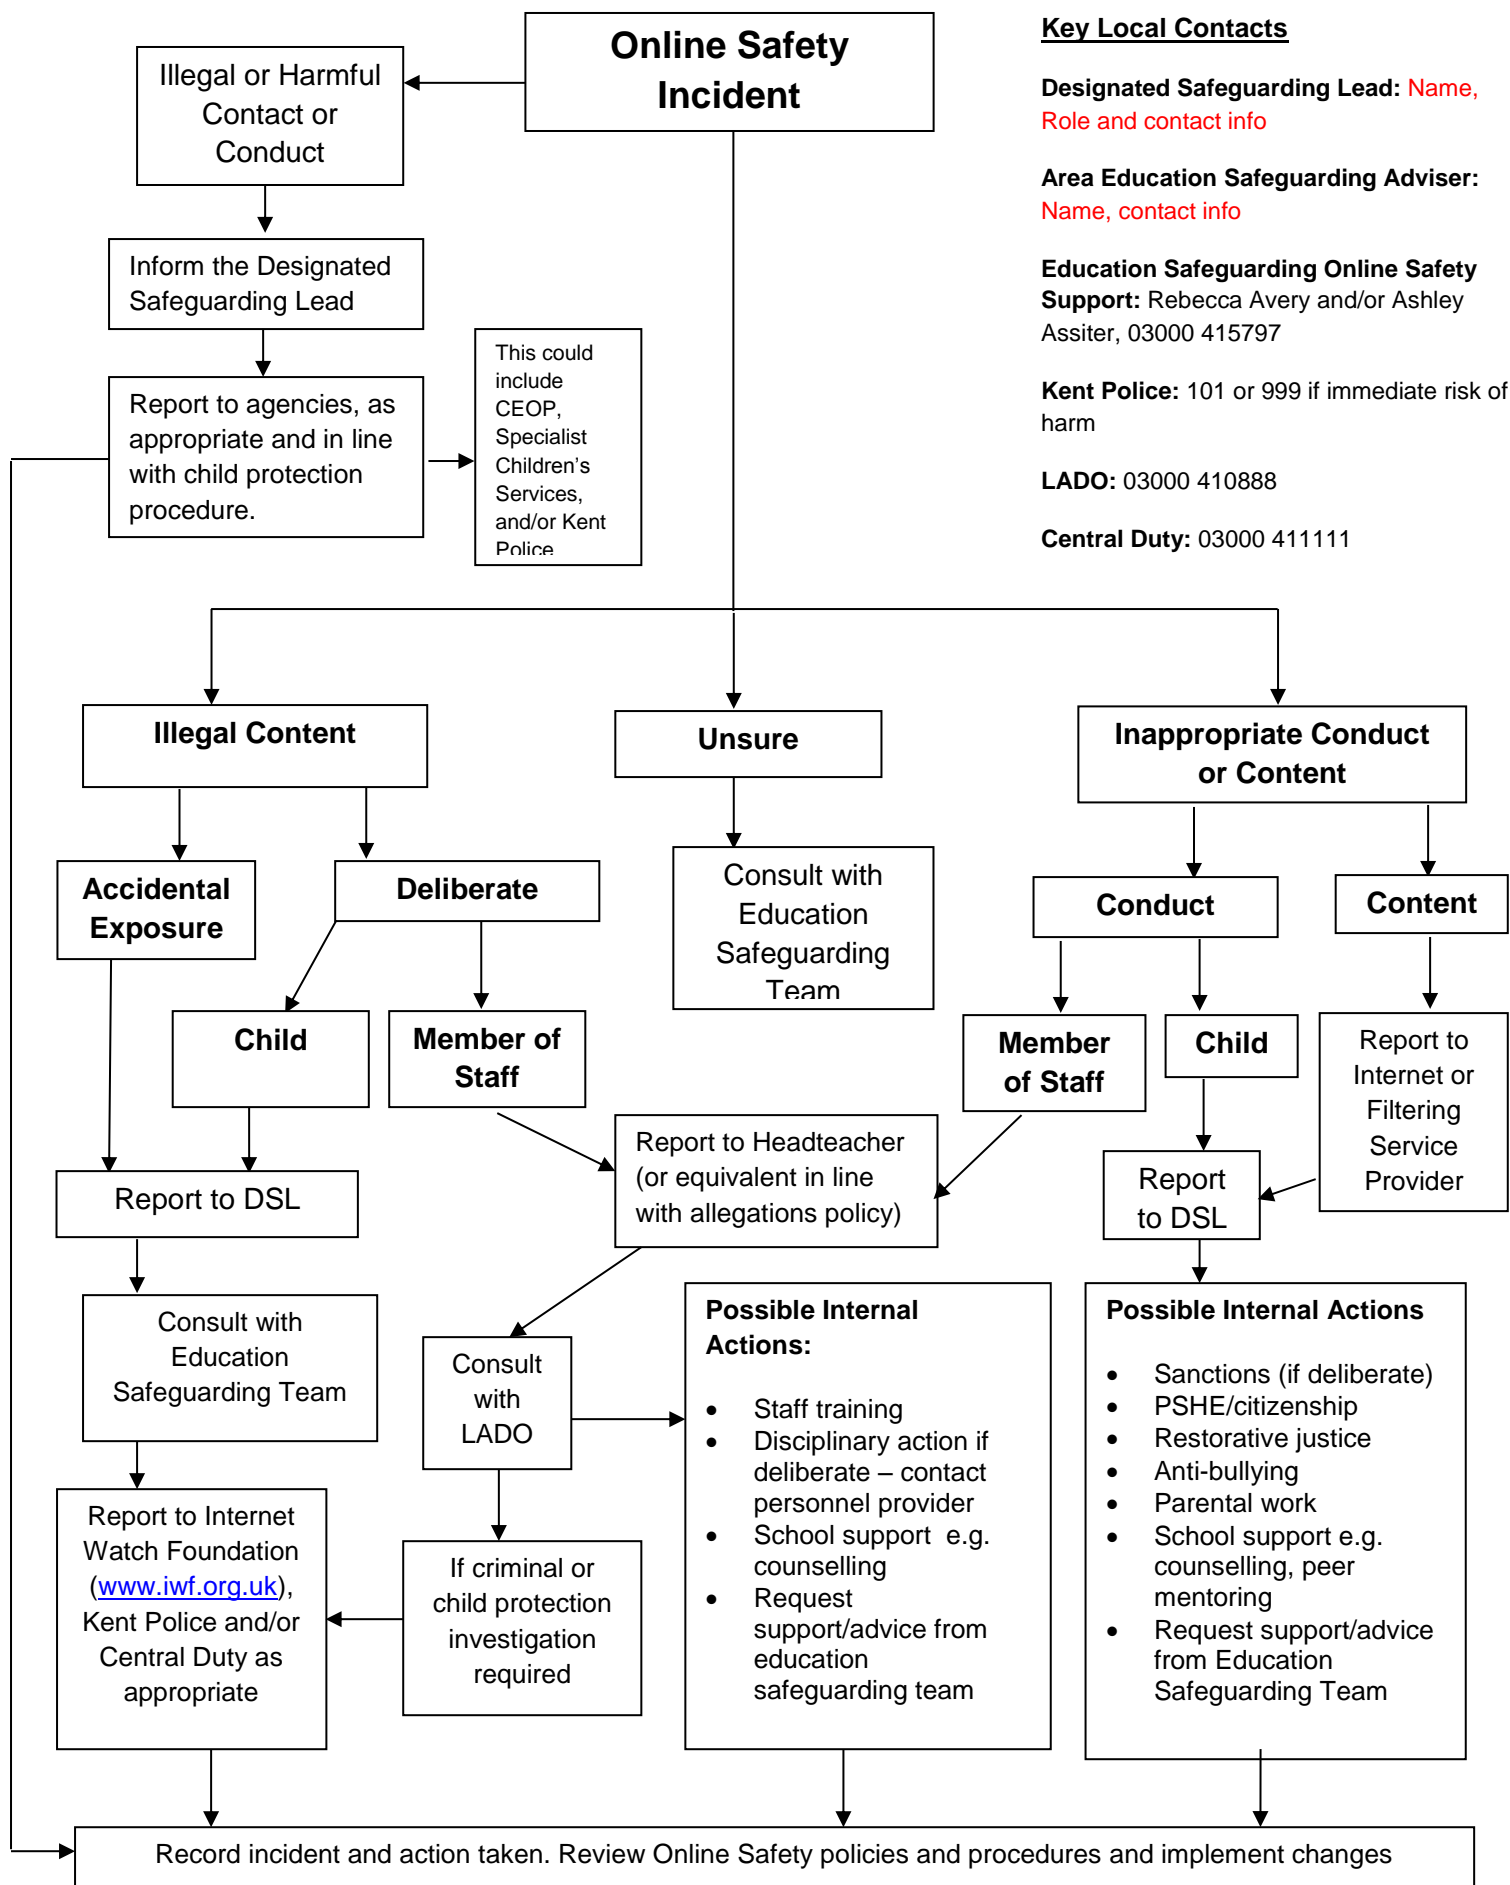 Online Safety
Incident
Illegal or Harmful
Contact or
Conduct
Inform the Designated
Safeguarding Lead
Report to agencies, as
appropriate and in line
with child protection
procedure.
This could
include
CEOP,
Specialist
Children’s
Services,
and/or Kent
Police
Key Local Contacts
Designated Safeguarding Lead: Name,
Role and contact info
Area Education Safeguarding Adviser:
Name, contact info
Education Safeguarding Online Safety
Support: Rebecca Avery and/or Ashley
Assiter, 03000 415797
Kent Police: 101 or 999 if immediate risk of
harm
LADO: 03000 410888
Central Duty: 03000 411111
Illegal Content
Unsure
Inappropriate Conduct
or Content
Accidental
Exposure
Deliberate
Consult with
Education
Safeguarding
Team
Conduct
Content
Child
Member of
Staff
Member
of Staff
Child
Report to
Internet or
Filtering
Service
Provider
Report to DSL
Report to Headteacher
(or equivalent in line
with allegations policy)
Report
to DSL
Consult with
Education
Safeguarding Team
Consult
with
LADO
Possible Internal
Actions:
• Staff training
• Disciplinary action if
deliberate – contact
personnel provider
• School support e.g.
counselling
• Request
support/advice from
education
safeguarding team
Possible Internal Actions
• Sanctions (if deliberate)
• PSHE/citizenship
• Restorative justice
• Anti-bullying
• Parental work
• School support e.g.
counselling, peer
mentoring
• Request support/advice
from Education
Safeguarding Team
Report to Internet
Watch Foundation
(www.iwf.org.uk),
Kent Police and/or
Central Duty as
appropriate
If criminal or
child protection
investigation
required
Record incident and action taken. Review Online Safety policies and procedures and implement changes